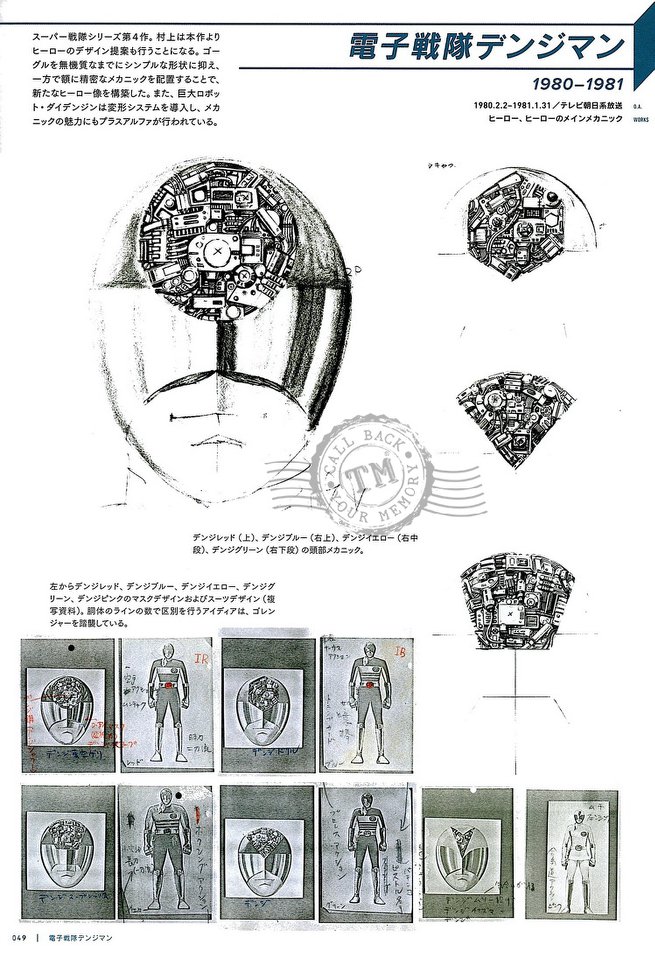 電子戦隊デンジマン
1980–1981
1980.2.2–1981.1.31／テレビ朝日系放送
O.A.
ヒーロー、ヒーローのメインメカニック
WORKS
スーパー戦隊シリーズ第4作。村上は本作より
ヒーローのデザイン提案も行うことになる。ゴー
グルを無機質なまでにシンプルな形状に抑え、
一方で額に精密なメカニックを配置することで、
新たなヒーロー像を構築した。また、巨大ロボッ
ト・ダイデンジンは変形システムを導入し、メカ
ニックの魅力にもプラスアルファが行われている。
CALL BACK
TM
YOUR MEMORY
デンジレッド（上）、デンジブルー（右上）、デンジイエロー（右中
段）、デンジグリーン（右下段）の頭部メカニック。
左からデンジレッド、デンジブルー、デンジイエロー、デンジグ
リーン、デンジピンクのマスクデザインおよびスーツデザイン（複
写資料）。胴体のラインの数で区別を行うアイディアは、ゴレン
ジャーを踏襲している。
IR
IB
レッド
ブルー
ボクシングアクション
グリーン
ピンク
049 | 電子戦隊デンジマン